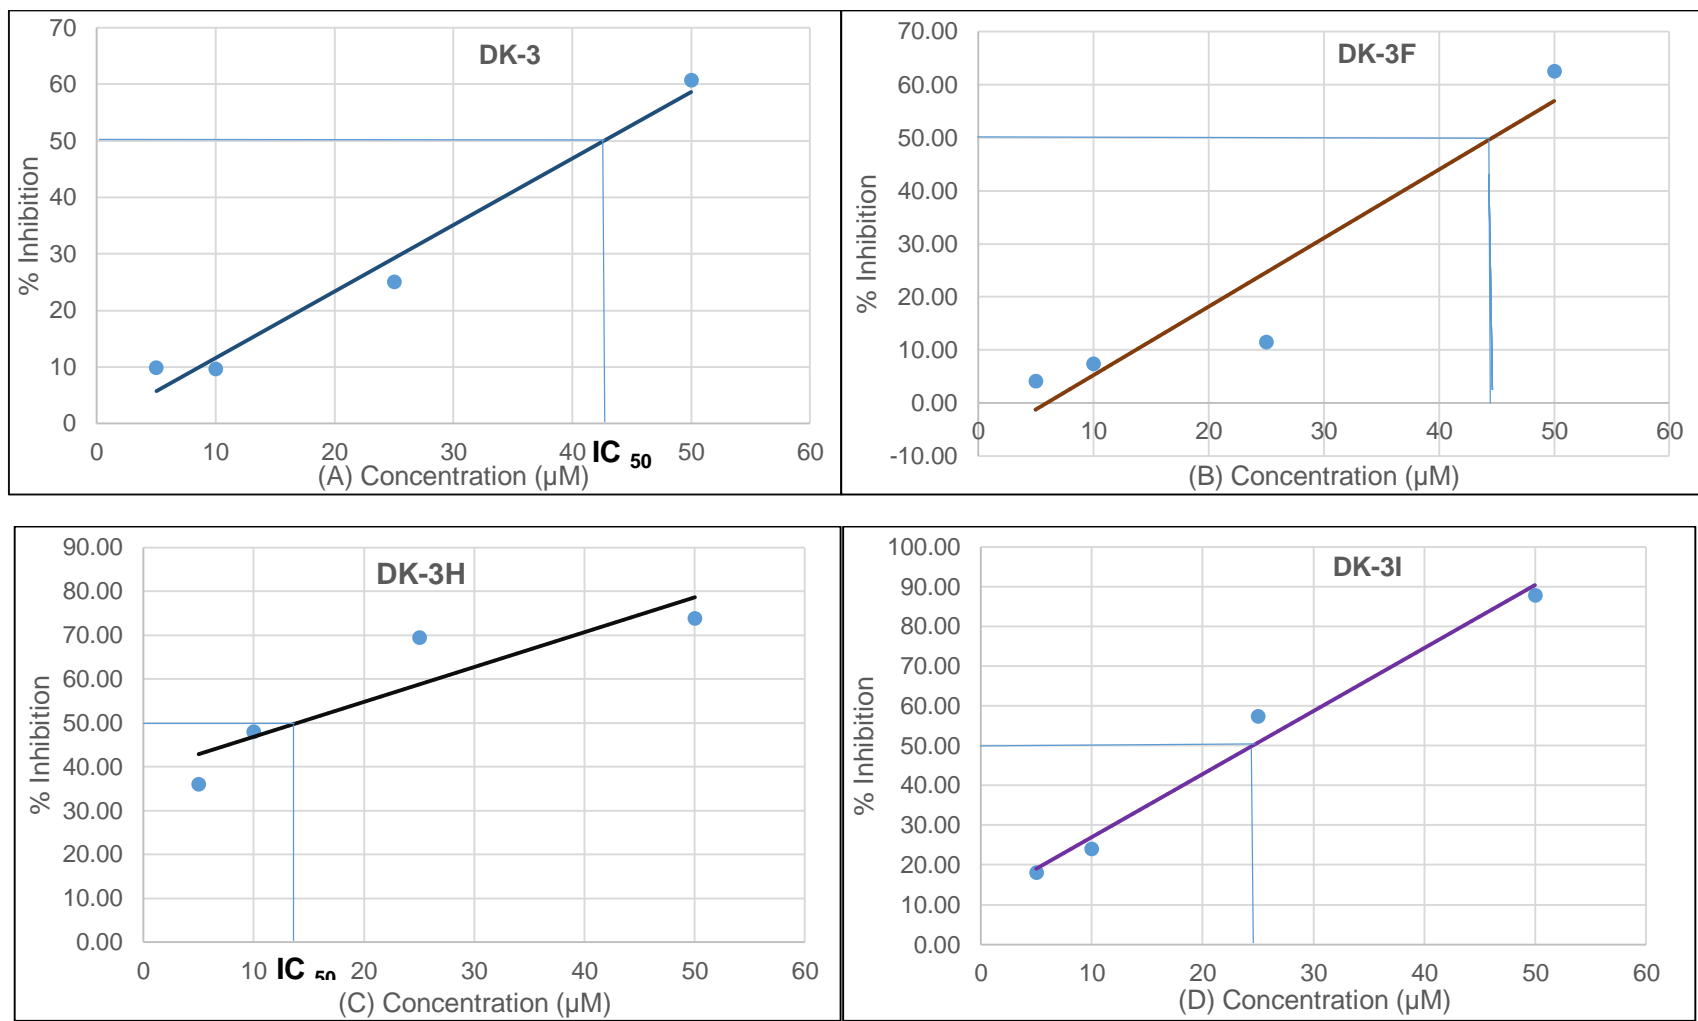 DK-3
% Inhibition
70
60
50
40
30
20
10
0
0 10 20 30 40 50 60
IC 50
(A) Concentration (µM)
DK-3F
% Inhibition
70.00
60.00
50.00
40.00
30.00
20.00
10.00
0.00
-10.00
0 10 20 30 40 50 60
(B) Concentration (µM)
DK-3H
% Inhibition
90.00
80.00
70.00
60.00
50.00
40.00
30.00
20.00
10.00
0.00
0 10 IC 50 20 30 40 50 60
(C) Concentration (µM)
DK-3I
% Inhibition
100.00
90.00
80.00
70.00
60.00
50.00
40.00
30.00
20.00
10.00
0.00
0 10 20 30 40 50 60
(D) Concentration (µM)